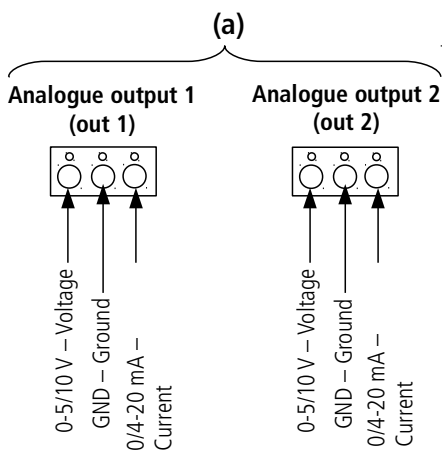 (a)
Analogue output 1
(out 1)
Analogue output 2
(out 2)
0-5/10 V – Voltage
GND – Ground
0/4-20 mA –
Current
0-5/10 V – Voltage
GND – Ground
0/4-20 mA –
Current